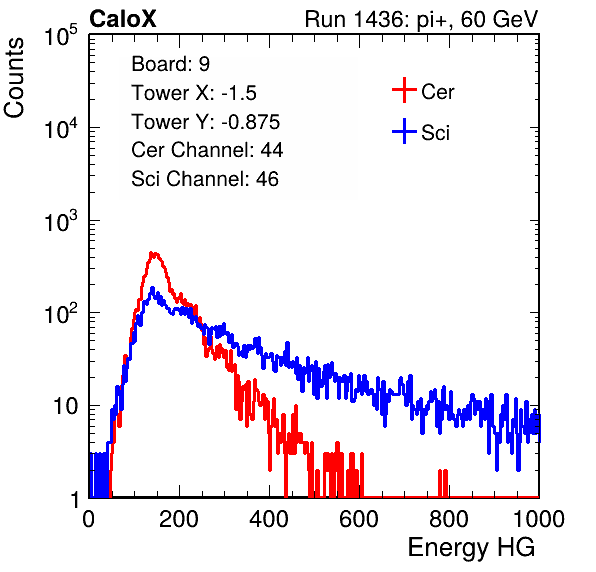 CaloX Run 1436: pi+, 60 GeV
Board: 9
Tower X: -1.5
Tower Y: -0.875
Cer Channel: 44
Sci Channel: 46
Cer
Sci
Counts
10^5
10^4
10^3
10^2
10
1
0 200 400 600 800 1000
Energy HG